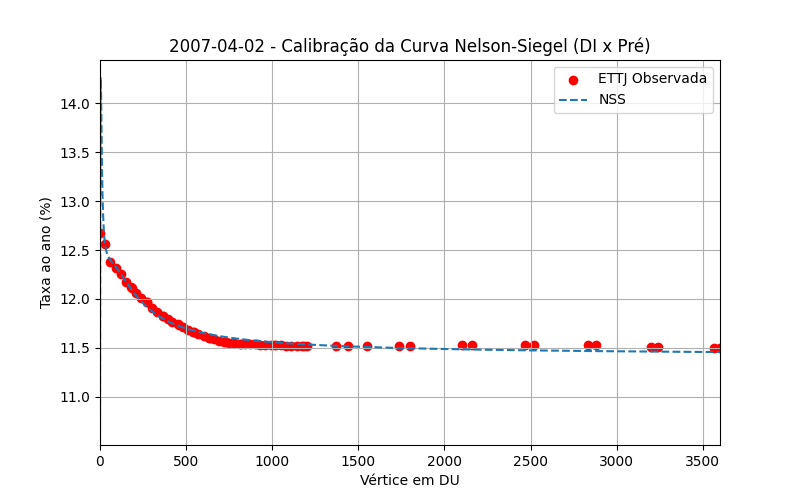 2007-04-02 - Calibração da Curva Nelson-Siegel (DI x Pré)
ETTJ Observada
NSS
Taxa ao ano (%)
14.0
13.5
13.0
12.5
12.0
11.5
11.0
0 500 1000 1500 2000 2500 3000 3500
Vértice em DU